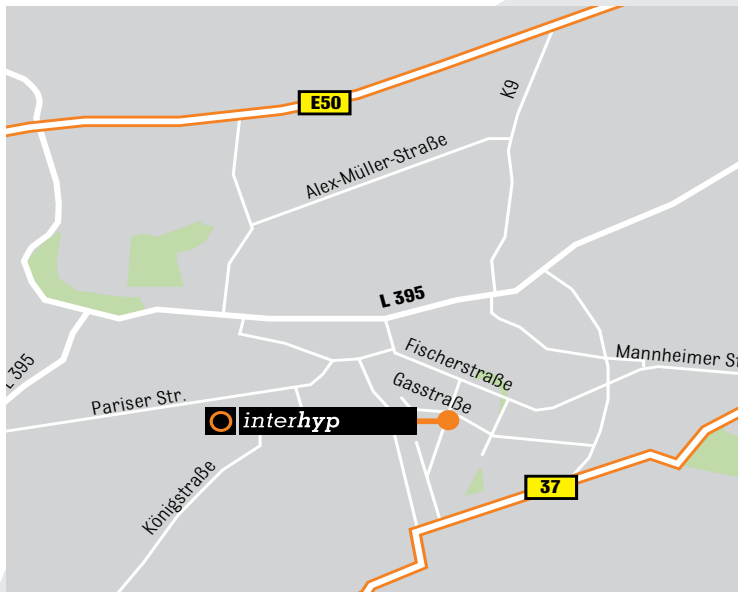 K9
E50
Alex-Müller-Straße
L 395
L 395
Fischerstraße
Mannheimer St
Gasstraße
Pariser Str.
interhyp
Königstraße
37